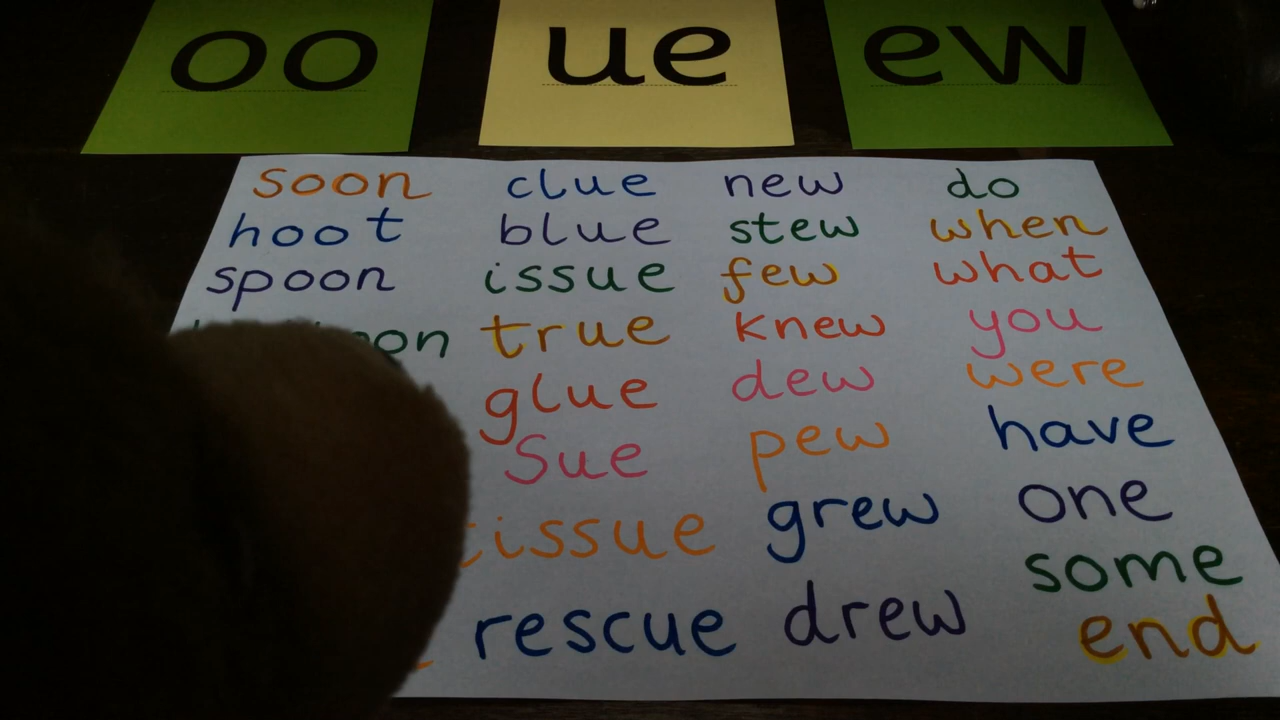 oo ue ew
soon clue new do
hoot blue stew when
spoon issue few what
true knew you
glue dew were
Sue pew have
tissue grew one
rescue drew some
end